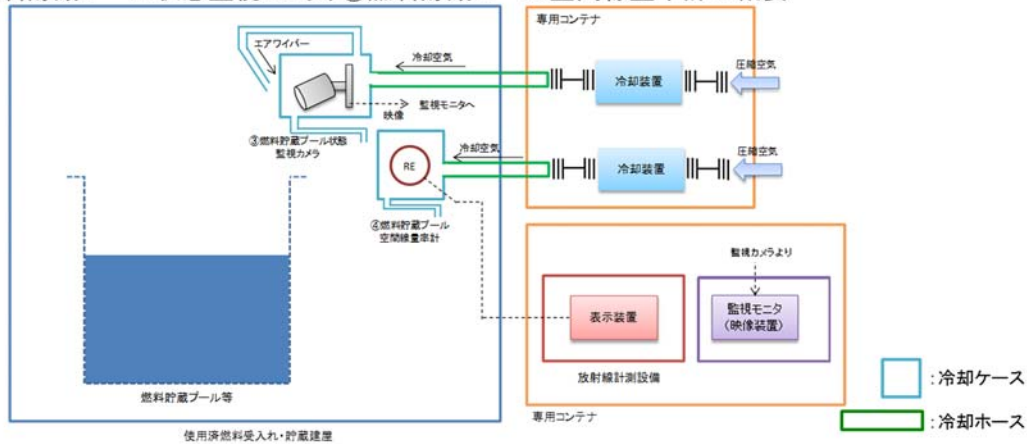 専用コンテナ
エアワイパー
冷却空気
冷却装置
圧縮空気
監視モニタへ
映像
③燃料貯蔵プール状態
監視カメラ
冷却空気
RE
冷却装置
圧縮空気
④燃料貯蔵プール
空間線量率計
監視カメラより
表示装置
監視モニタ
(映像装置)
放射線計測設備
専用コンテナ
燃料貯蔵プール等
使用済燃料受入れ・貯蔵建屋
:冷却ケース
:冷却ホース